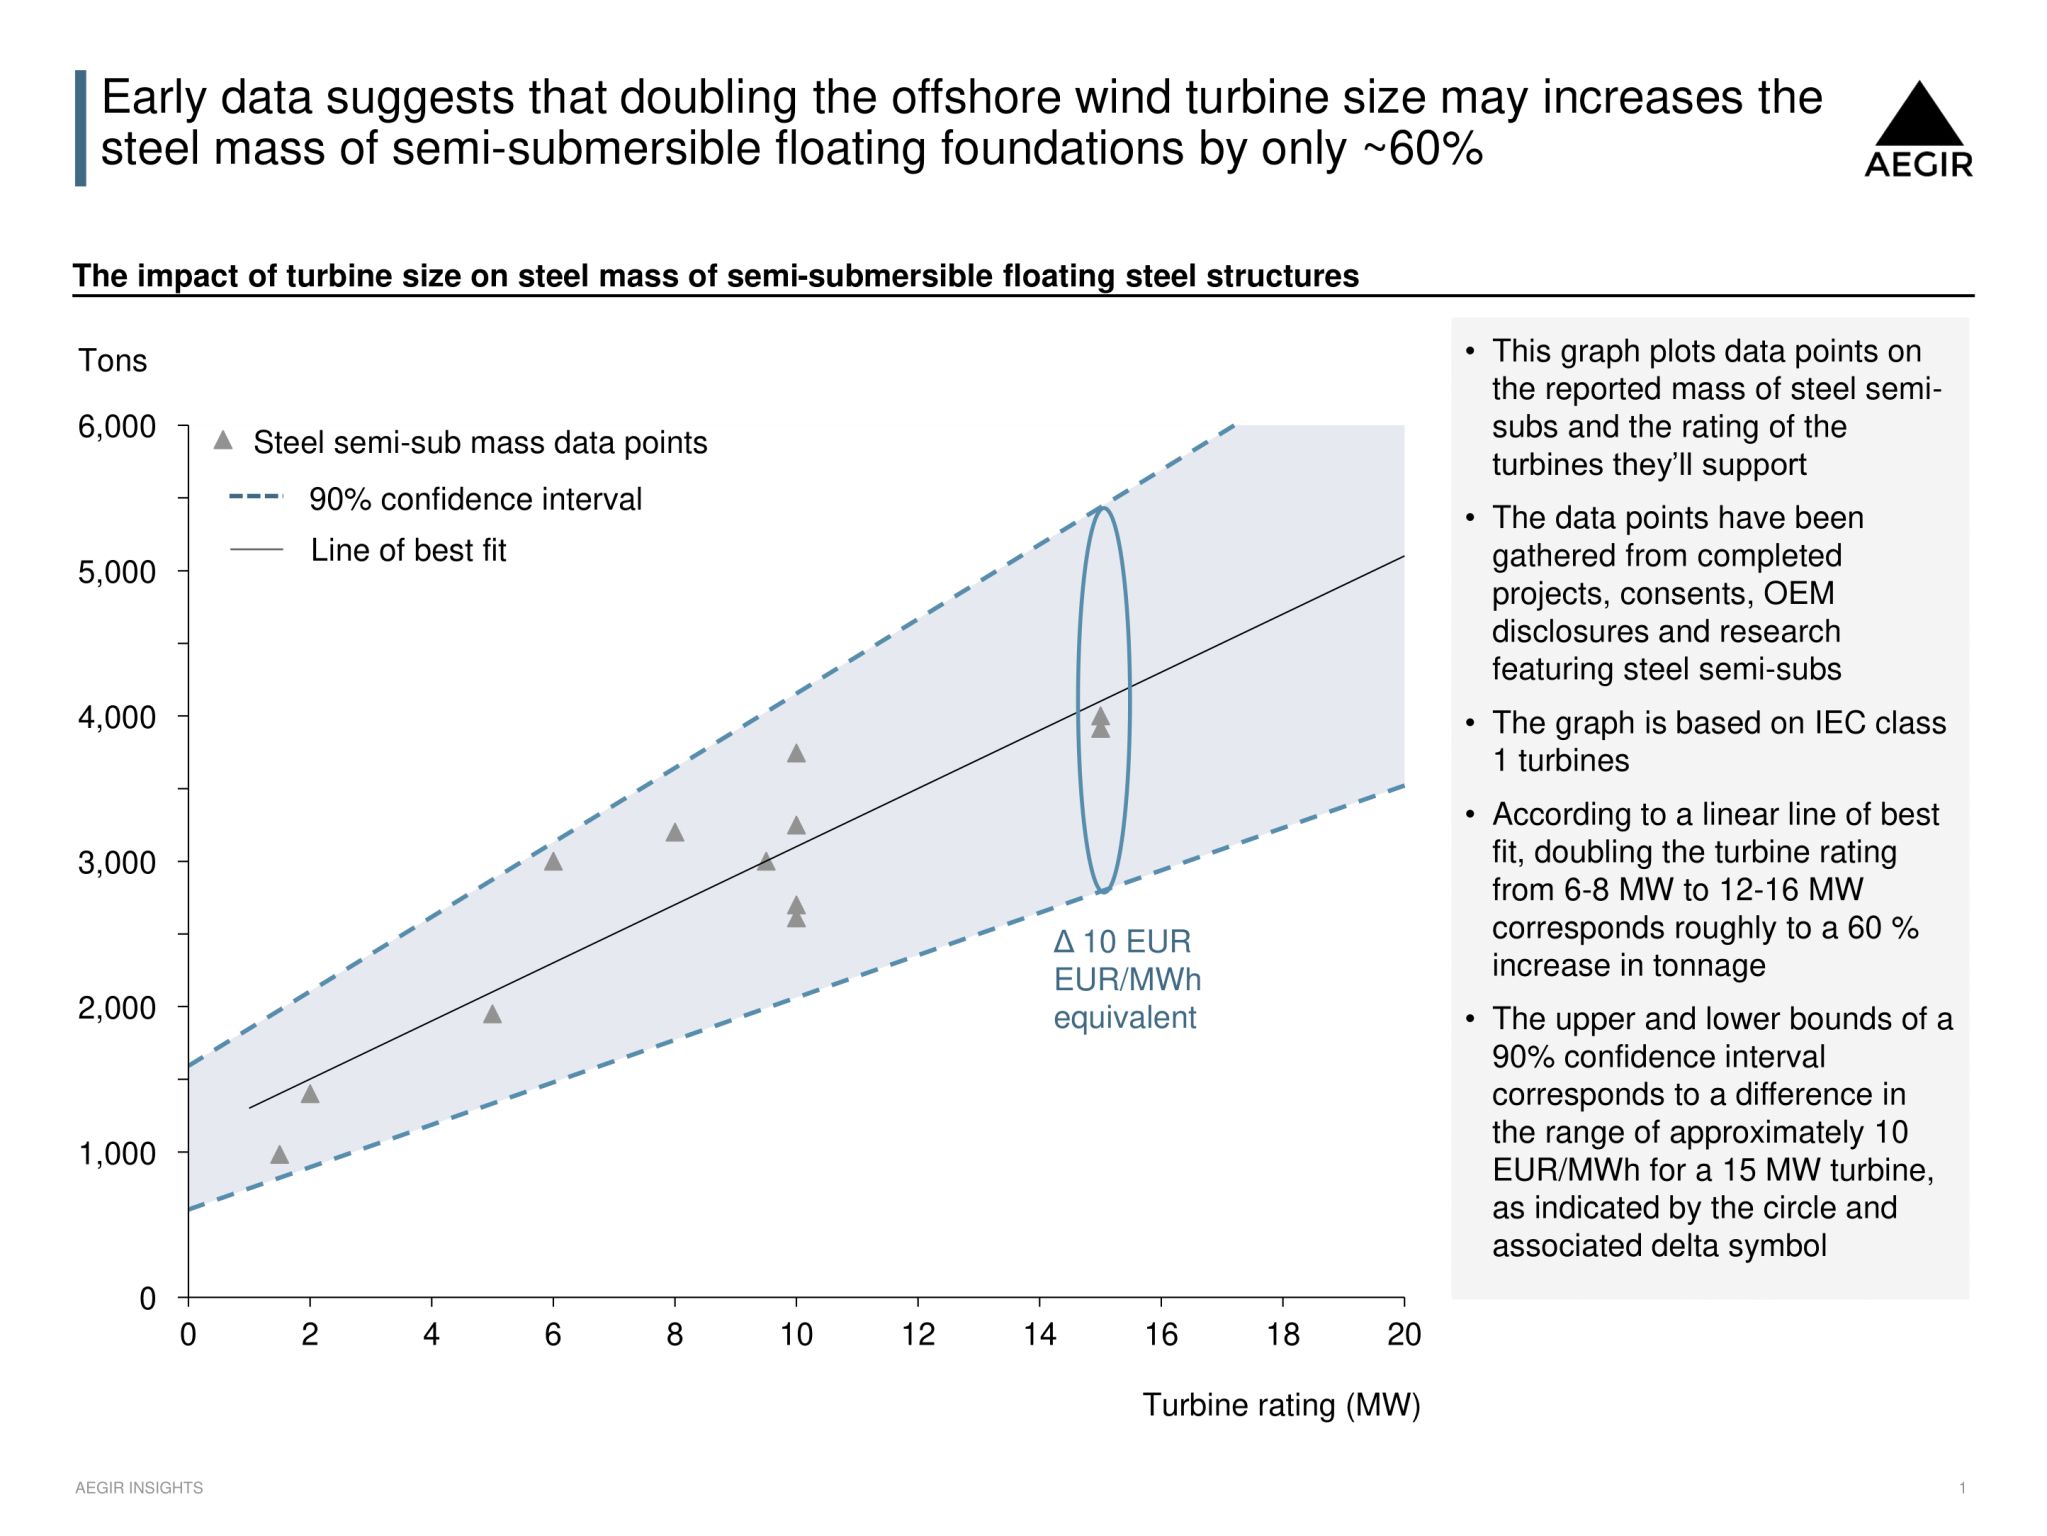 Early data suggests that doubling the offshore wind turbine size may increases the
steel mass of semi-submersible floating foundations by only ~60%
AEGIR
The impact of turbine size on steel mass of semi-submersible floating steel structures
Tons
6,000
5,000
4,000
3,000
2,000
1,000
0
Steel semi-sub mass data points
90% confidence interval
Line of best fit
Δ 10 EUR
EUR/MWh
equivalent
0 2 4 6 8 10 12 14 16 18 20
Turbine rating (MW)
• This graph plots data points on
the reported mass of steel semi-
subs and the rating of the
turbines they’ll support
• The data points have been
gathered from completed
projects, consents, OEM
disclosures and research
featuring steel semi-subs
• The graph is based on IEC class
1 turbines
• According to a linear line of best
fit, doubling the turbine rating
from 6-8 MW to 12-16 MW
corresponds roughly to a 60 %
increase in tonnage
• The upper and lower bounds of a
90% confidence interval
corresponds to a difference in
the range of approximately 10
EUR/MWh for a 15 MW turbine,
as indicated by the circle and
associated delta symbol
AEGIR INSIGHTS
1